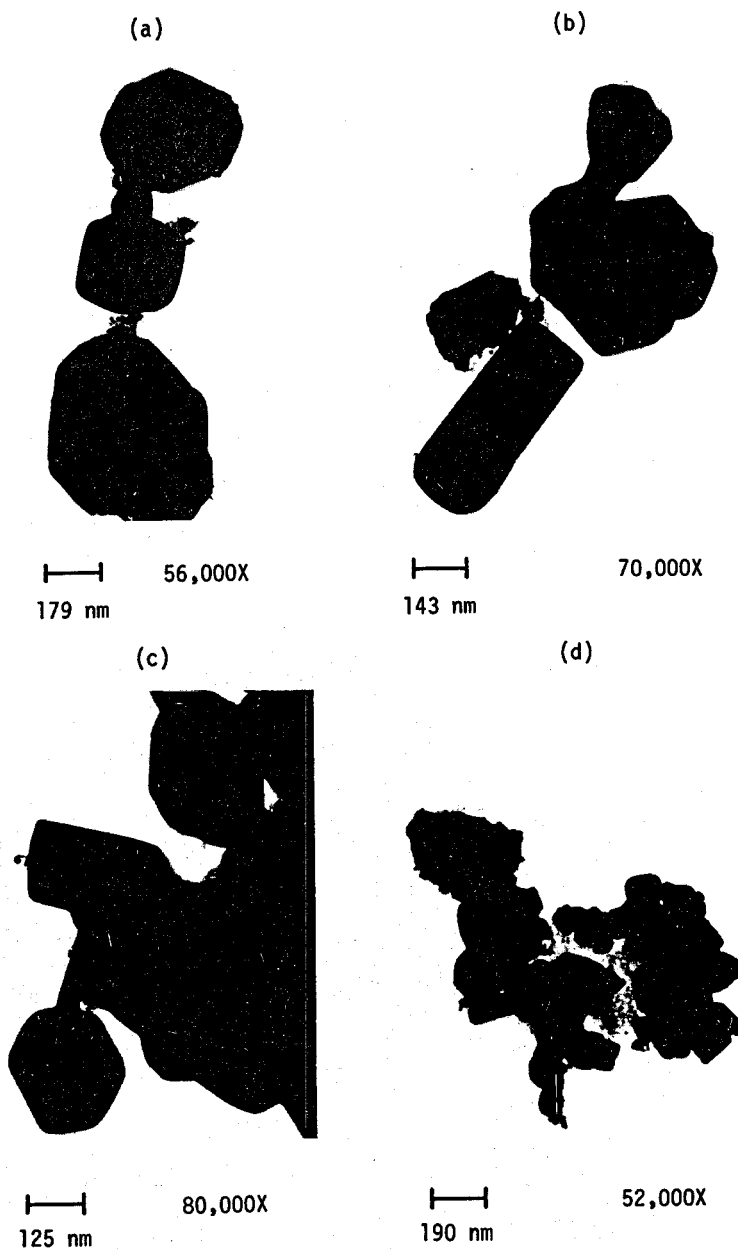 (a)
(b)
56,000X
179 nm
70,000X
143 nm
(c)
(d)
80,000X
125 nm
52,000X
190 nm